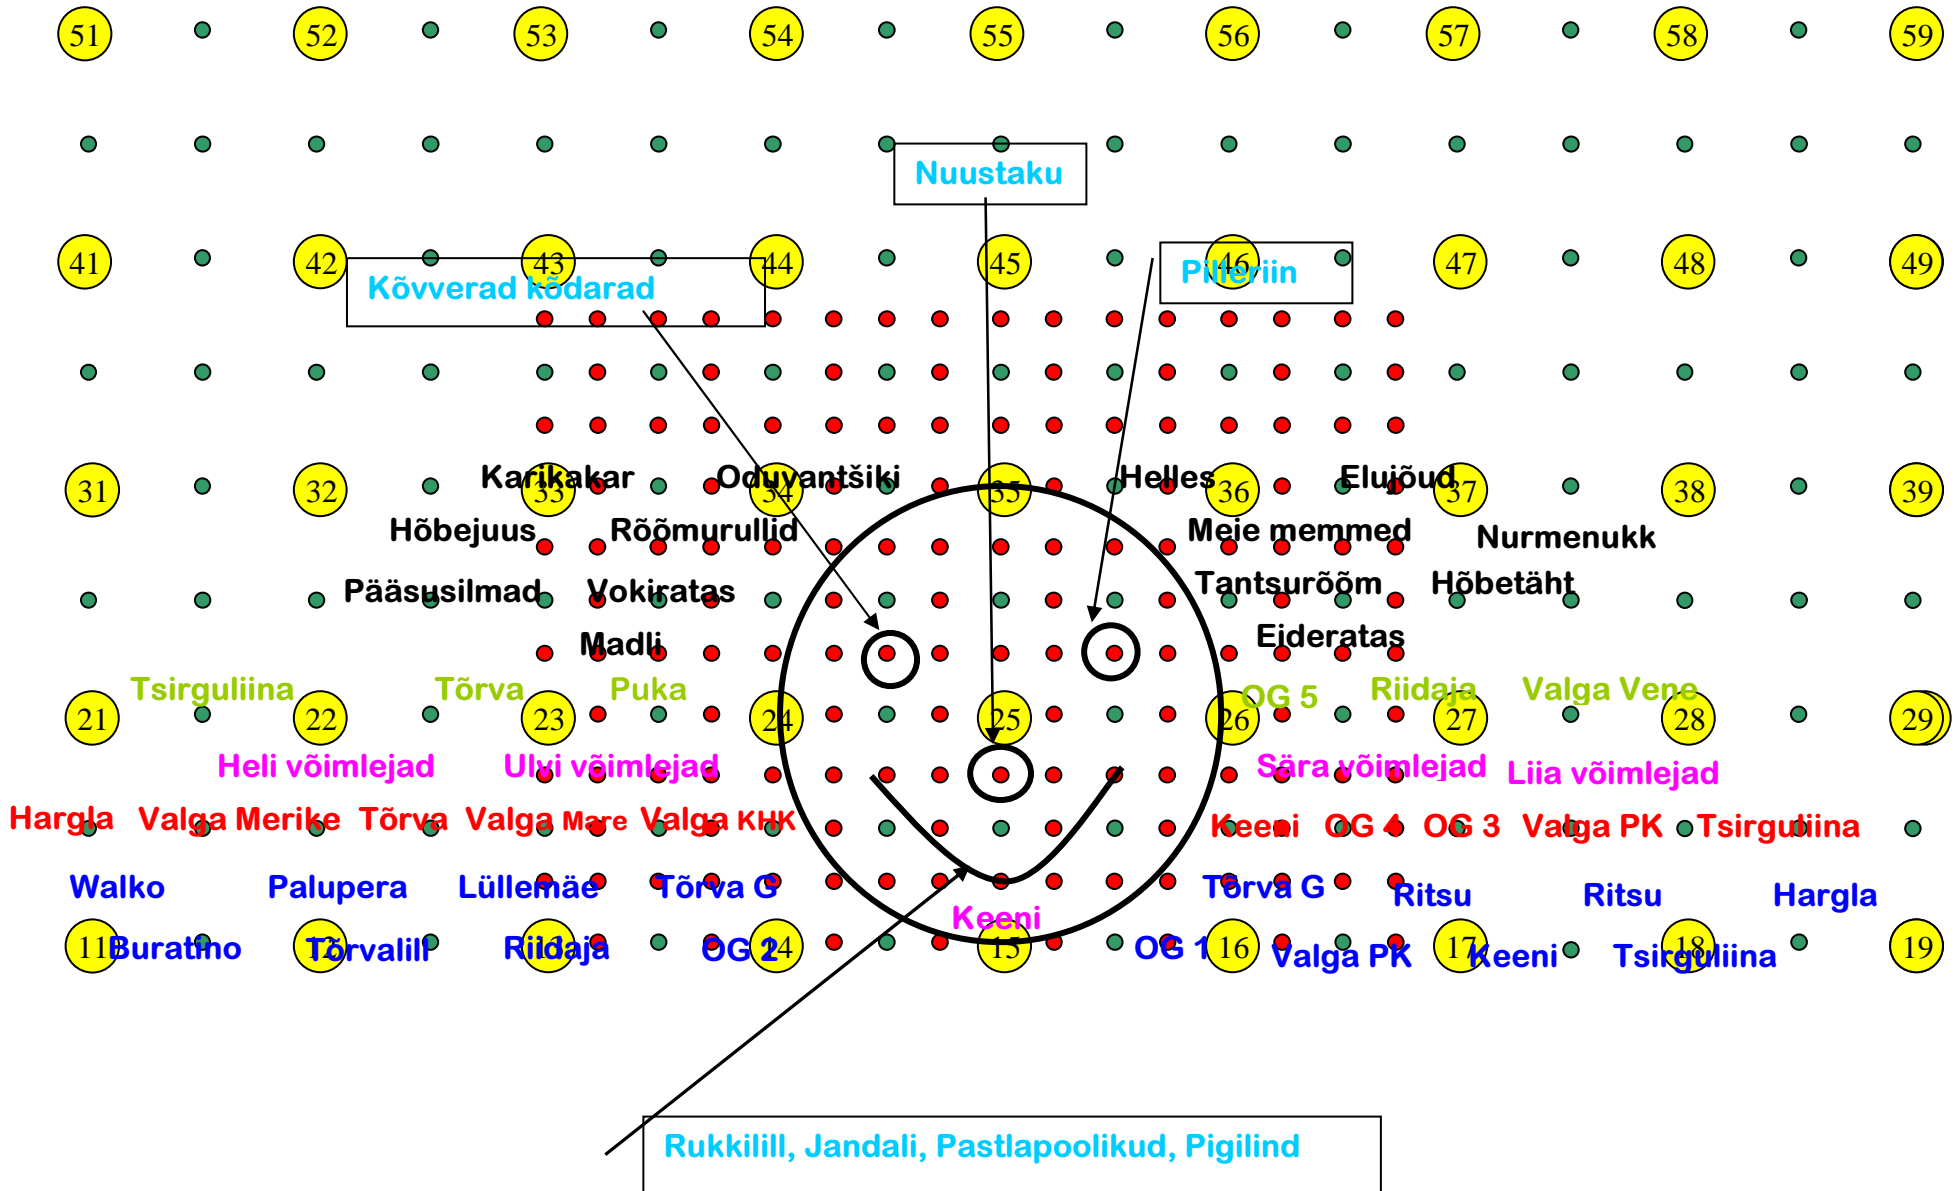 51 52 53 54 55 56 57 58 59
Nuustaku
41 42 43 44 45 46 47 48 49
Kõvverad kõdarad Pilleriin
Karikakar Oduvantšiki Helles Elujõud
31 32 33 34 35 36 37 38 39
Hõbejuus Rõõmurullid Meie memmed Nurmenukk
Pääsusilmad Vokiratas Tantsurõõm Hõbetäht
Madli Eideratas
Tsirguliina Tõrva Puka OG 5 Riidaja Valga Vene
21 22 23 24 25 26 27 28 29
Heli võimlejad Ulvi võimlejad Sära võimlejad Liia võimlejad
Hargla Valga Merike Tõrva Valga Mare Valga KHK Keeni OG 4 OG 3 Valga PK Tsirguliina
Walko Palupera Lüllemäe Tõrva G Tõrva G Ritsu Ritsu Hargla
Keeni
11 12 13 14 15 16 17 18 19
Buratino Tõrvalill Riidaja OG 2 OG 1 Valga PK Keeni Tsirguliina
Rukkilill, Jandali, Pastlapoolikud, Pigilind